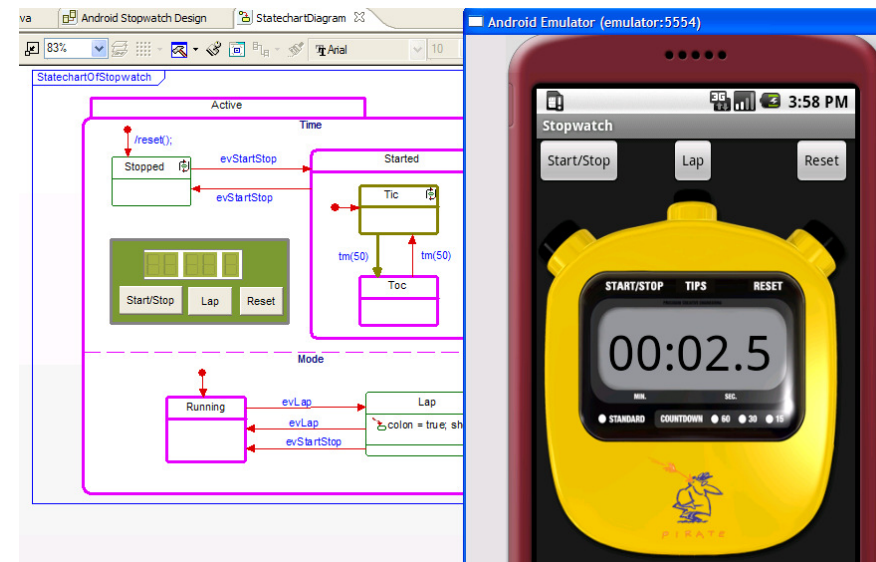 va
Android Stopwatch Design
StatechartDiagram
83%
Arial
10
StatechartOfStopwatch
Active
Time
/reset();
Stopped
evStartStop
evStartStop
Started
Tic
tm(50)
tm(50)
Toc
Start/Stop
Lap
Reset
Mode
Running
evLap
evLap
evStartStop
Lap
colon = true; sh
Android Emulator (emulator:5554)
3G
3:58 PM
Stopwatch
Start/Stop
Lap
Reset
START/STOP TIPS RESET
00:02.5
MIN. SEC.
STANDARD COUNTDOWN 60 30 15
PIRATE